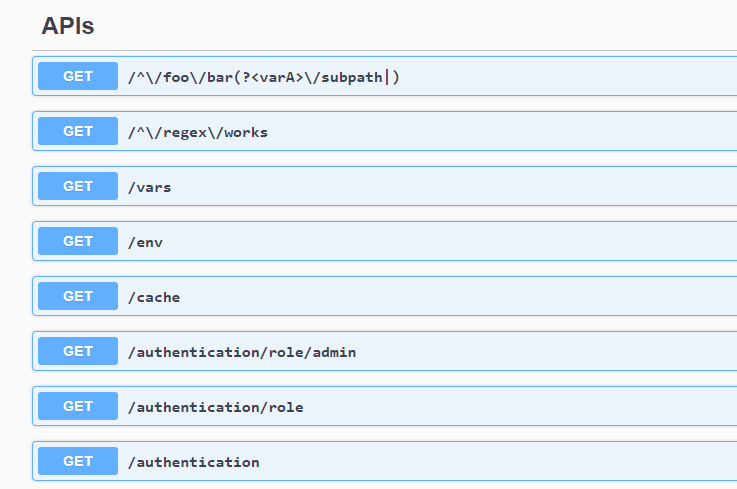 APIs
GET /^\/foo\/bar(?<varA>\/subpath|)
GET /^\/regex\/works
GET /vars
GET /env
GET /cache
GET /authentication/role/admin
GET /authentication/role
GET /authentication